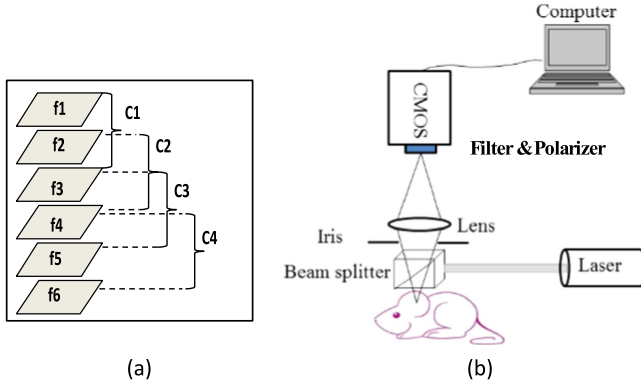 f1
f2
f3
f4
f5
f6
C1
C2
C3
C4
(a)
Computer
CMOS
Filter & Polarizer
Lens
Iris
Beam splitter
Laser
(b)